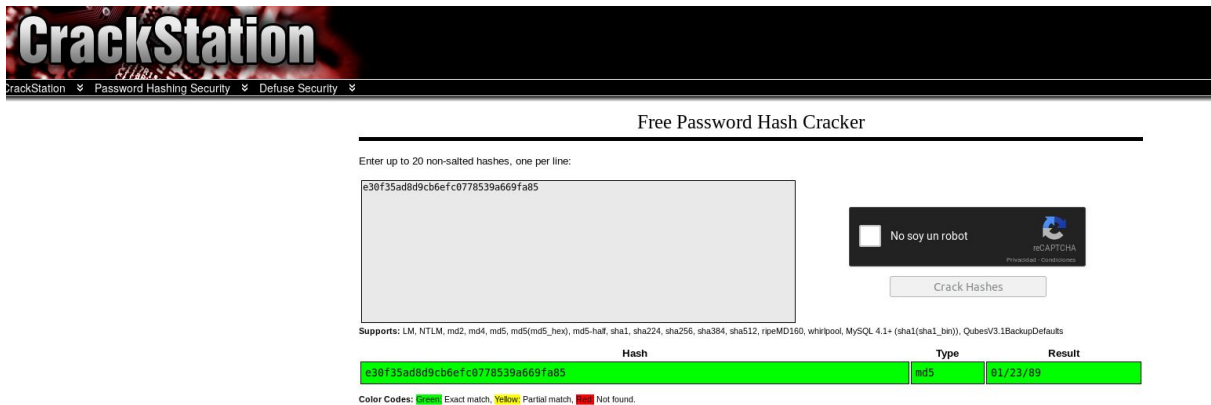 CrackStation
CrackStation Password Hashing Security Defuse Security
Free Password Hash Cracker
Enter up to 20 non-salted hashes, one per line:
e30f35ad8d9cb6efc0778539a669fa85
No soy un robot
reCAPTCHA
Privacidad - Condiciones
Crack Hashes
Supports: LM, NTLM, md2, md4, md5, md5(md5_hex), md5-half, sha1, sha224, sha256, sha384, sha512, ripeMD160, whirlpool, MySQL 4.1+ (sha1(sha1_bin)), QubesV3.1BackupDefaults
Hash Type Result
e30f35ad8d9cb6efc0778539a669fa85 md5 01/23/89
Color Codes: Green: Exact match, Yellow: Partial match, Red: Not found.